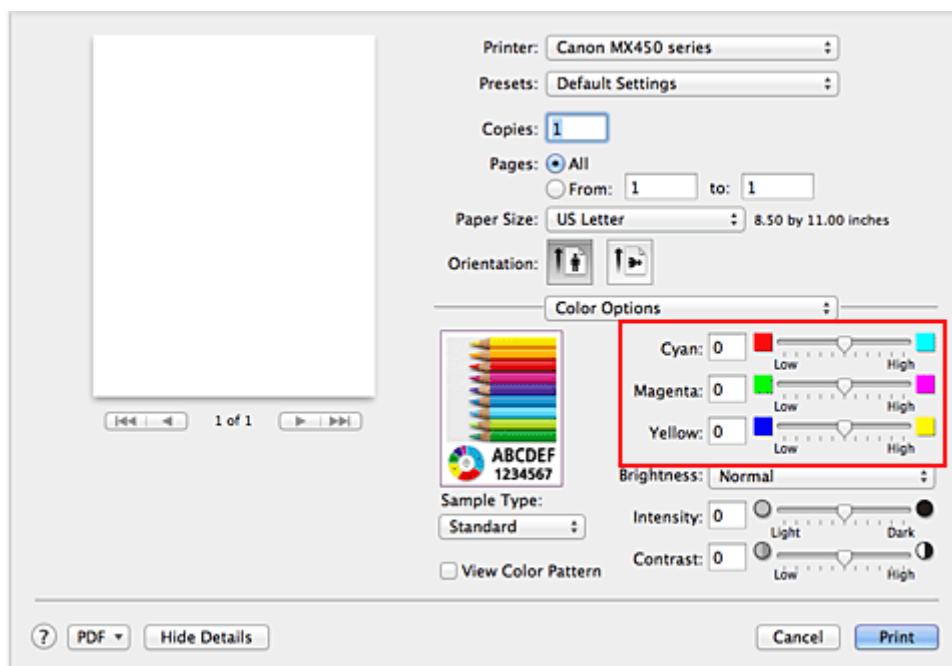 Printer: Canon MX450 series
Presets: Default Settings
Copies: 1
Pages: All
From: 1 to: 1
Paper Size: US Letter 8.50 by 11.00 inches
Orientation:
Color Options
1 of 1
ABCDEF
1234567
Sample Type:
Standard
View Color Pattern
Cyan: 0
Low High
Magenta: 0
Low High
Yellow: 0
Low High
Brightness: Normal
Intensity: 0
Light Dark
Contrast: 0
Low High
? PDF Hide Details Cancel Print